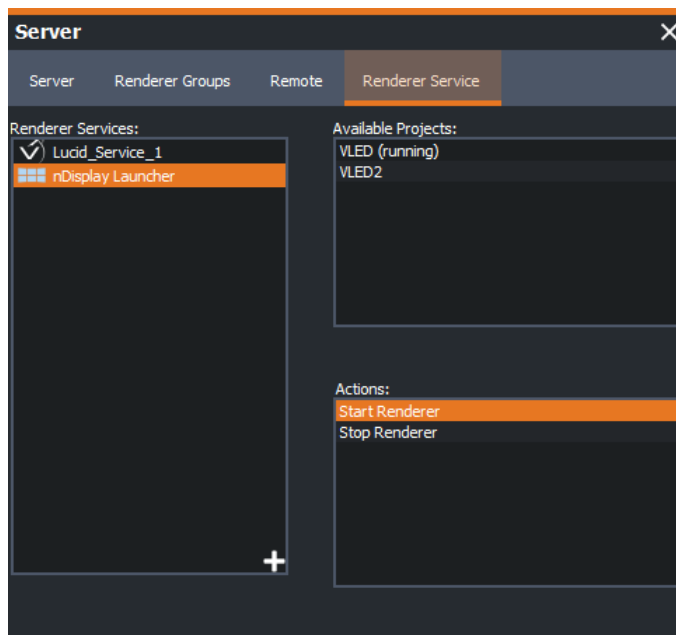 Server
Server Renderer Groups Remote Renderer Service
Renderer Services:
Lucid_Service_1
nDisplay Launcher
Available Projects:
VLED (running)
VLED2
Actions:
Start Renderer
Stop Renderer